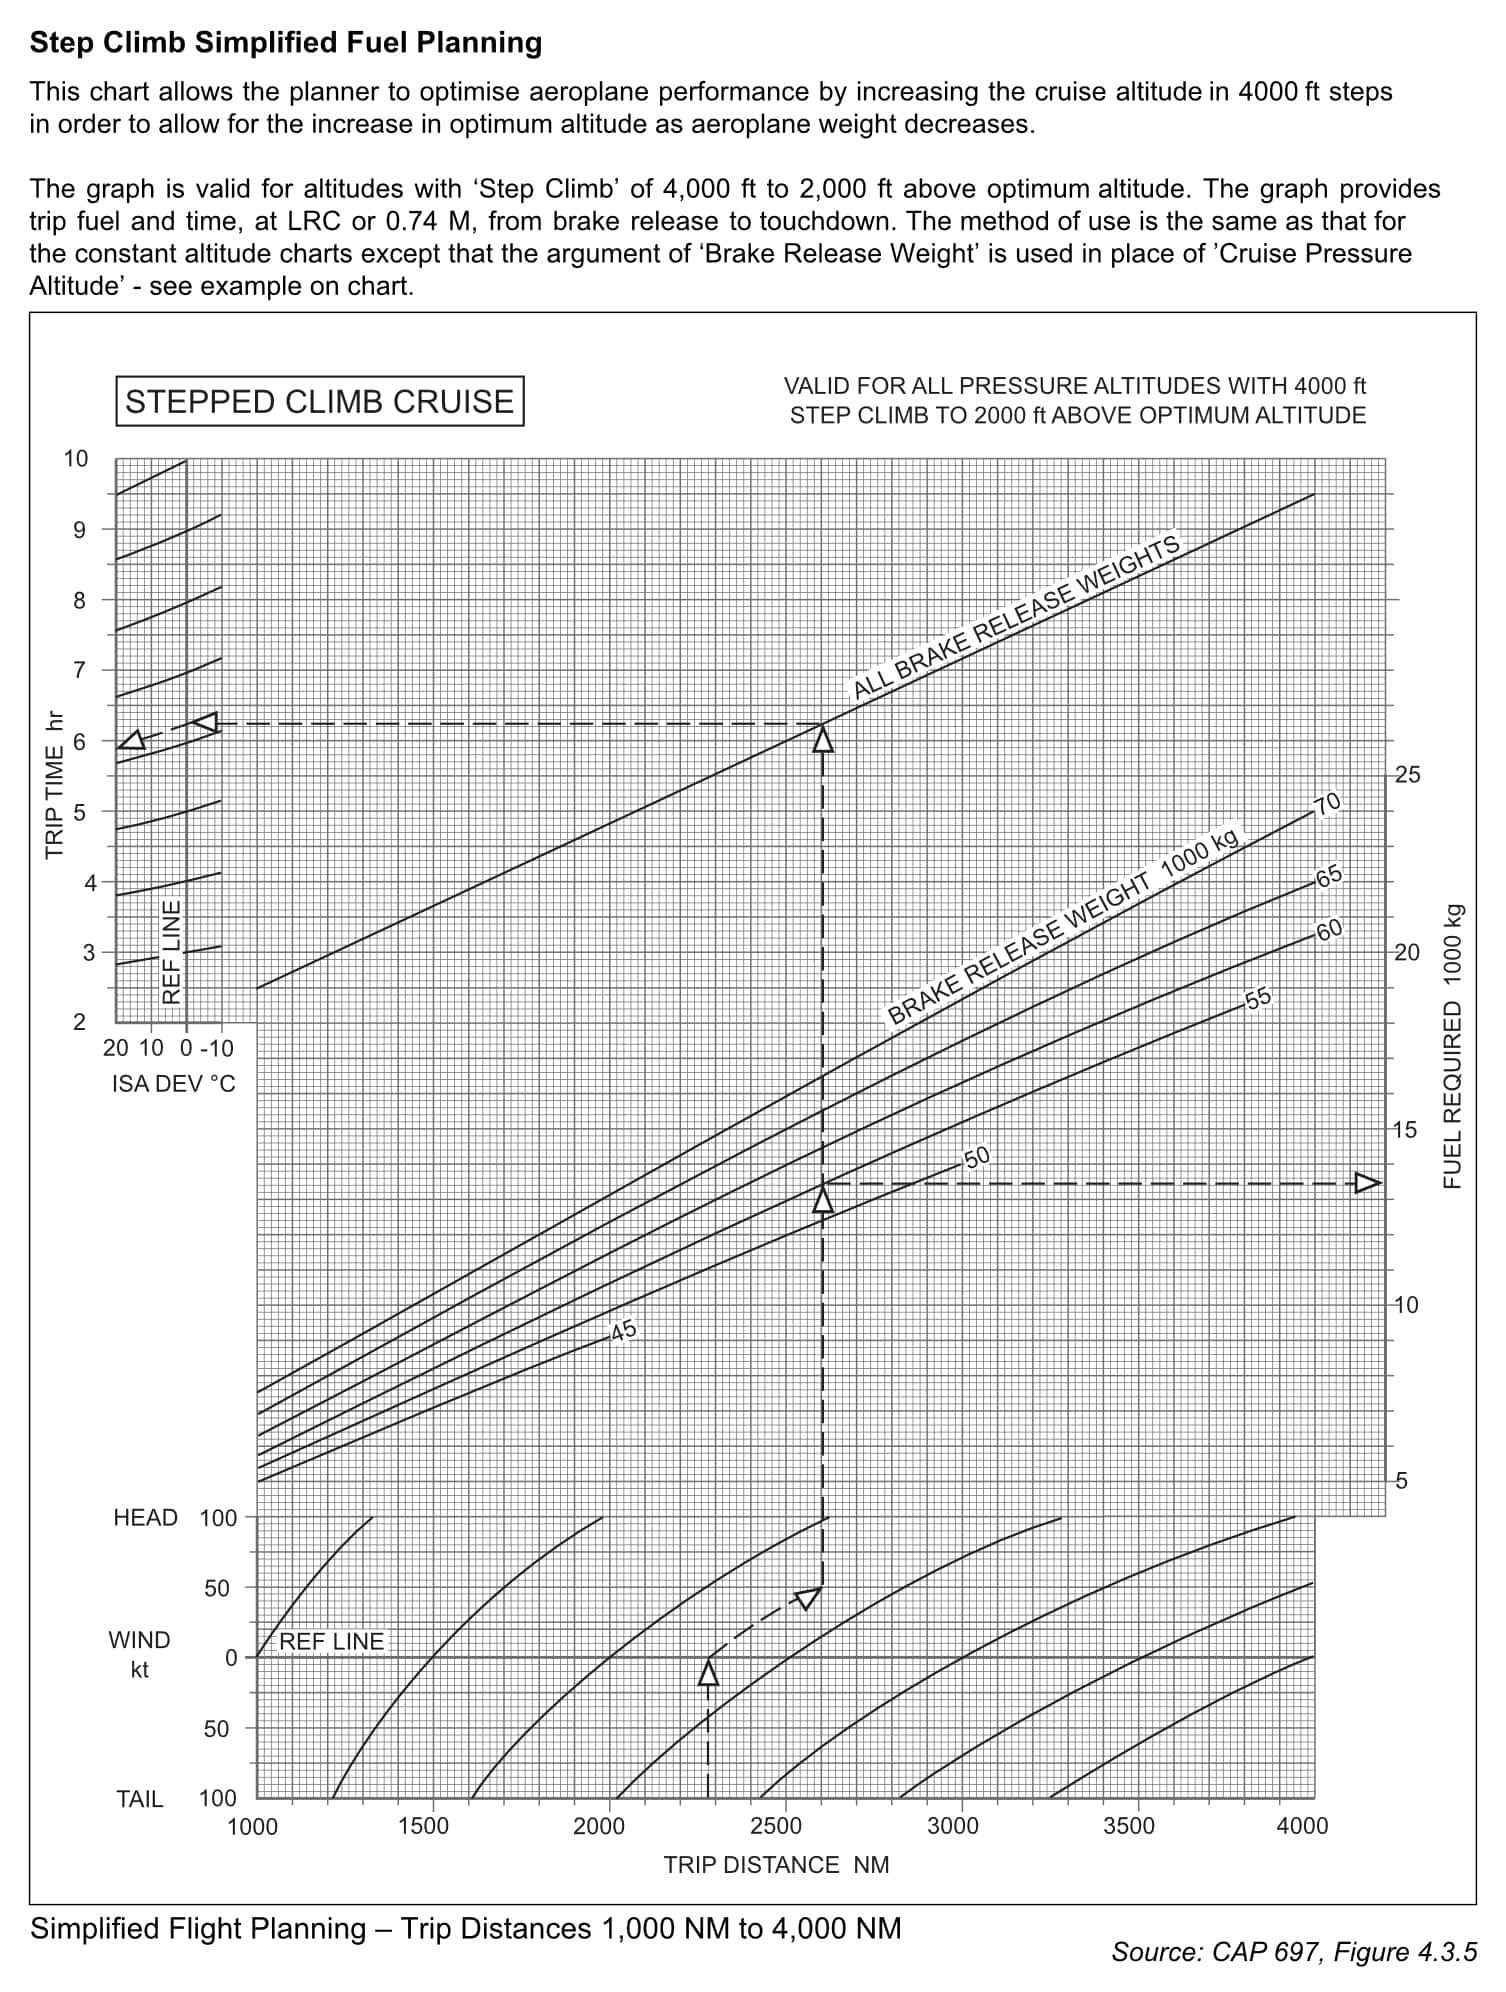 Step Climb Simplified Fuel Planning
This chart allows the planner to optimise aeroplane performance by increasing the cruise altitude in 4000 ft steps
in order to allow for the increase in optimum altitude as aeroplane weight decreases.
The graph is valid for altitudes with ‘Step Climb’ of 4,000 ft to 2,000 ft above optimum altitude. The graph provides
trip fuel and time, at LRC or 0.74 M, from brake release to touchdown. The method of use is the same as that for
the constant altitude charts except that the argument of ‘Brake Release Weight’ is used in place of ’Cruise Pressure
Altitude’ - see example on chart.
STEPPED CLIMB CRUISE
VALID FOR ALL PRESSURE ALTITUDES WITH 4000 ft
STEP CLIMB TO 2000 ft ABOVE OPTIMUM ALTITUDE
10
9
8
7
6
5
4
3
2
TRIP TIME hr
REF LINE
20 10 0 -10
ISA DEV °C
ALL BRAKE RELEASE WEIGHTS
BRAKE RELEASE WEIGHT 1000 kg
70
65
60
55
50
45
25
20
15
10
5
FUEL REQUIRED 1000 kg
HEAD 100
50
WIND
kt
0
REF LINE
50
TAIL 100
1000 1500 2000 2500 3000 3500 4000
TRIP DISTANCE NM
Simplified Flight Planning – Trip Distances 1,000 NM to 4,000 NM
Source: CAP 697, Figure 4.3.5